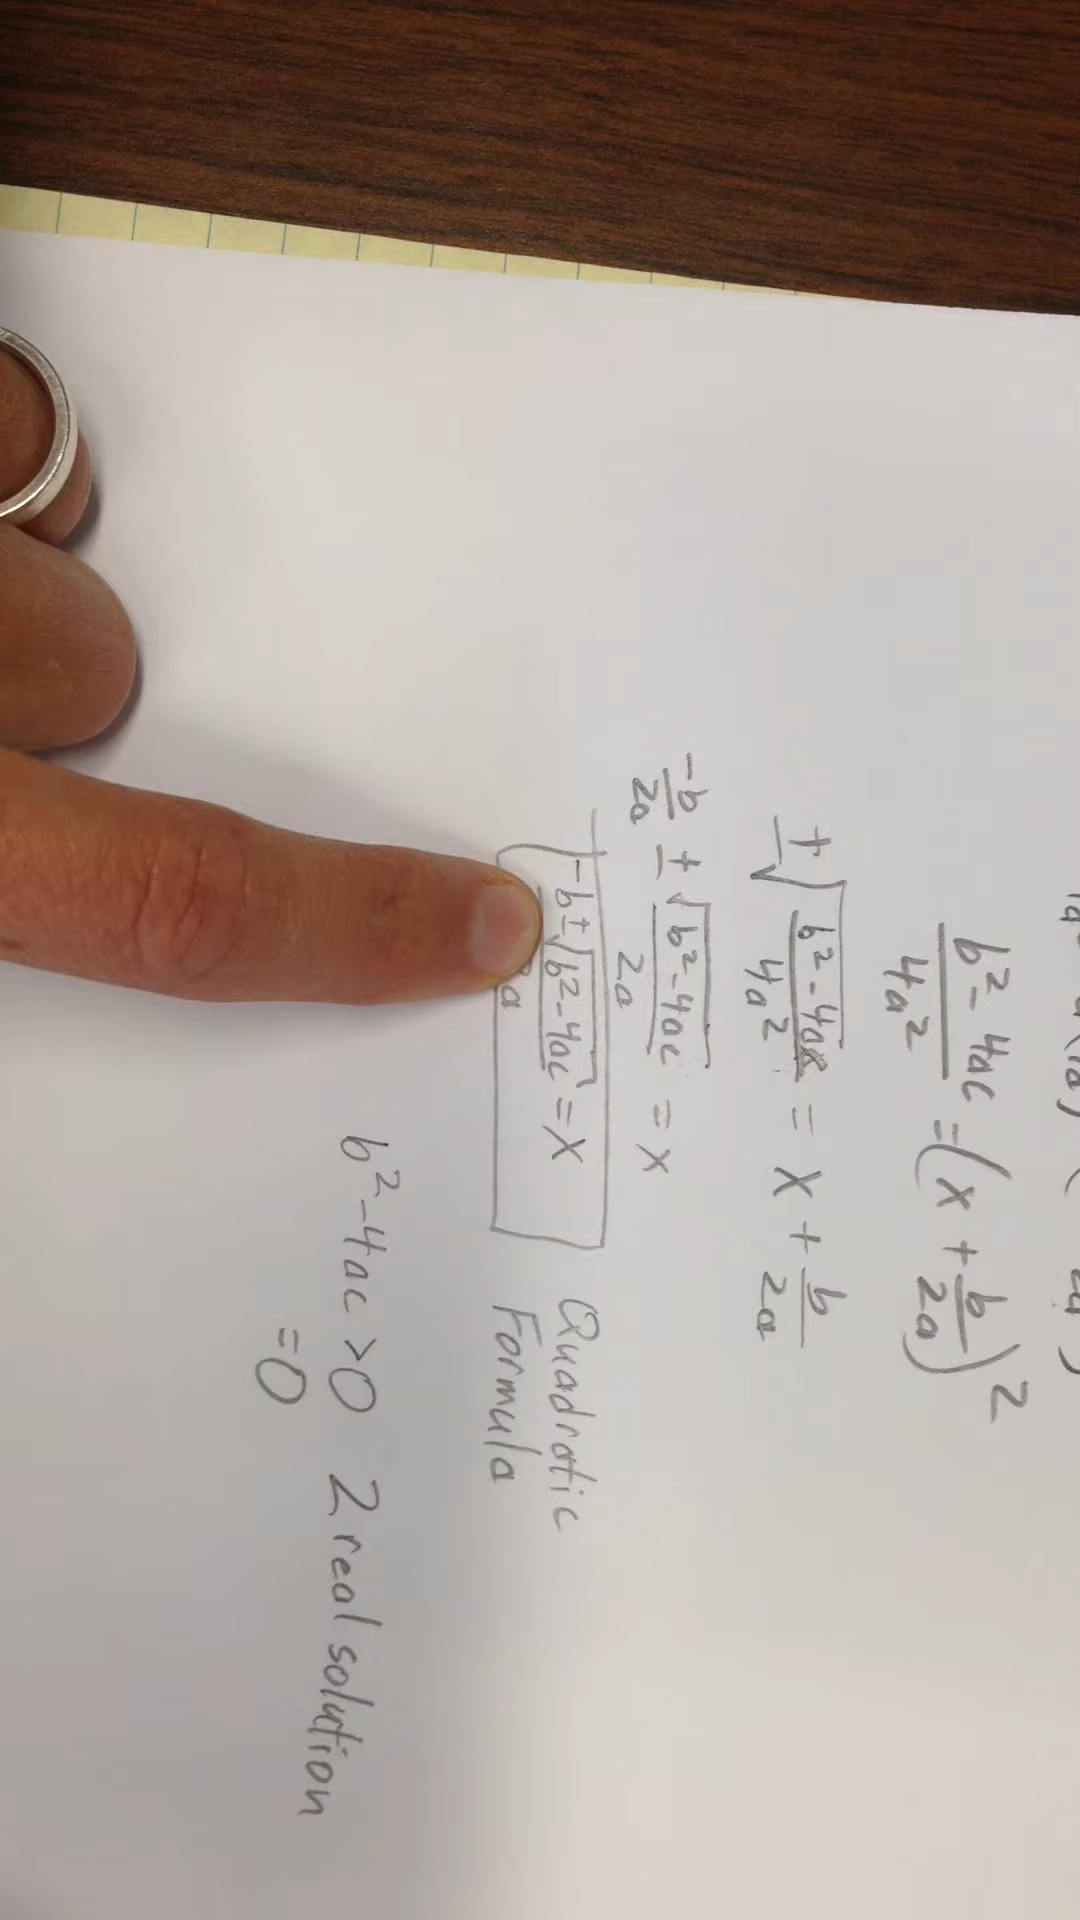 b²-4ac/4a² = (x + b/2a)²
±√(b²-4ac/4a²) = x + b/2a
-b/2a ± √(b²-4ac)/2a = x
-b±√(b²-4ac)/a = x Quadratic
Formula
b²-4ac >0 2 real solution
=0